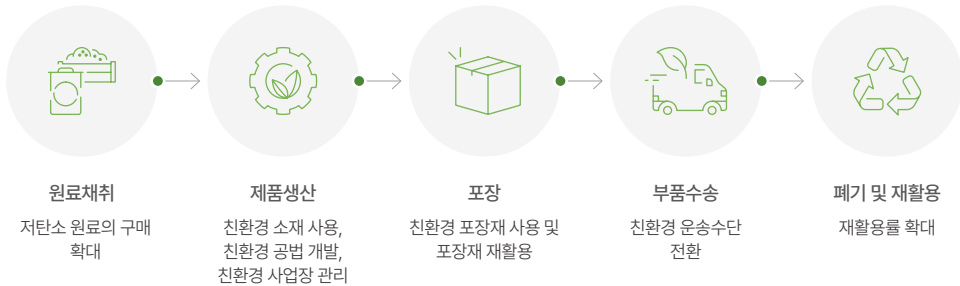 원료채취
저탄소 원료의 구매
확대
제품생산
친환경 소재 사용,
친환경 공법 개발,
친환경 사업장 관리
포장
친환경 포장재 사용 및
포장재 재활용
부품수송
친환경 운송수단
전환
폐기 및 재활용
재활용률 확대